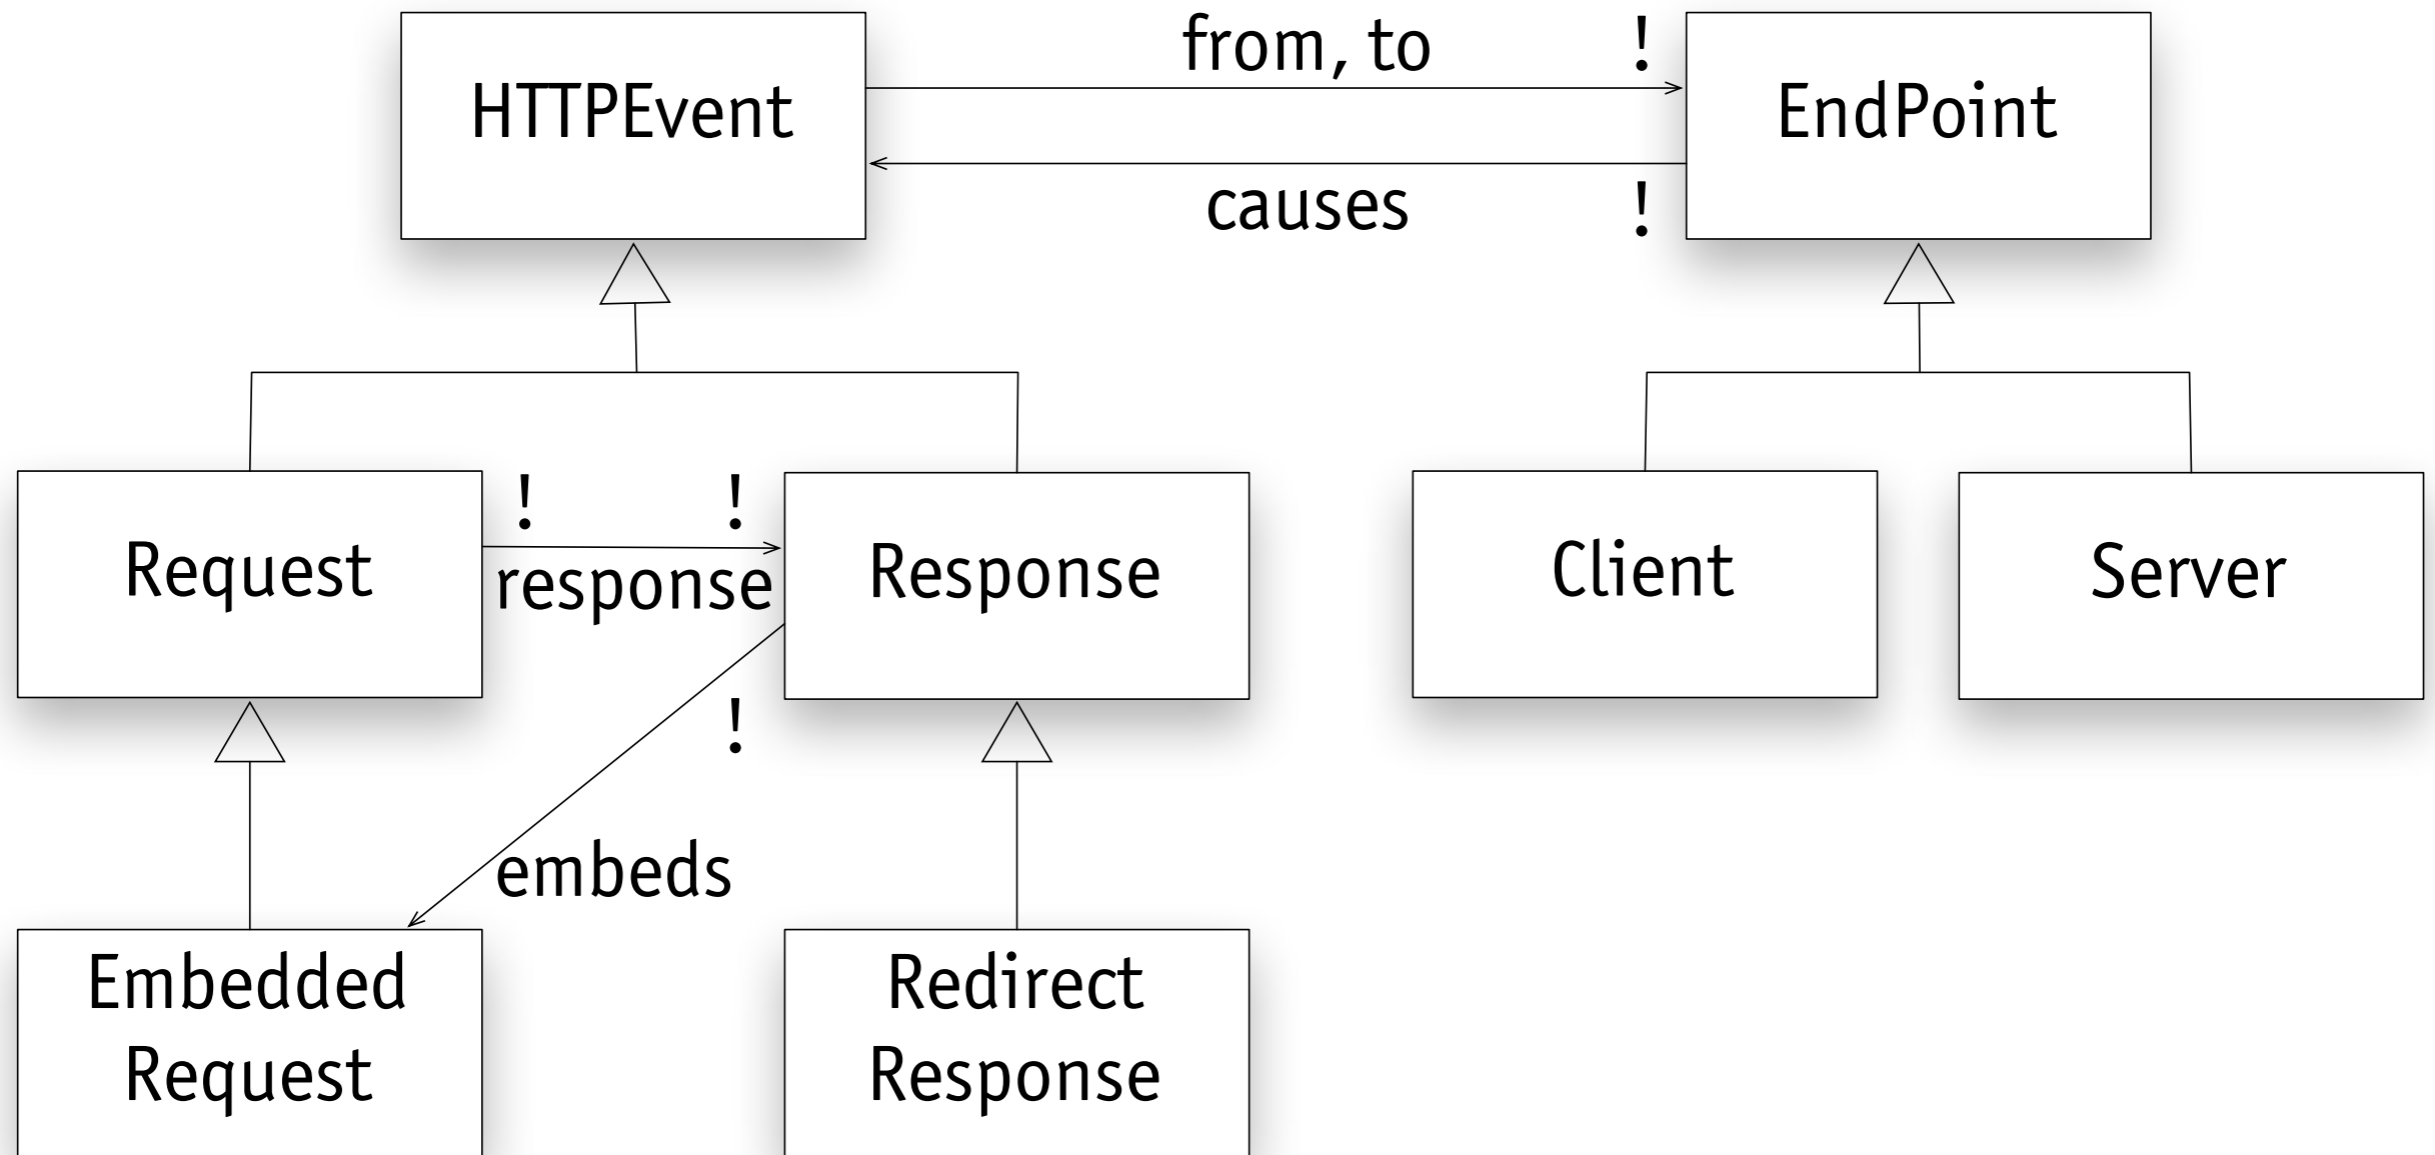 from, to !
HTTPEvent
EndPoint
causes !
! !
Request
response
Response
Client
Server
!
embeds
Embedded
Request
Redirect
Response